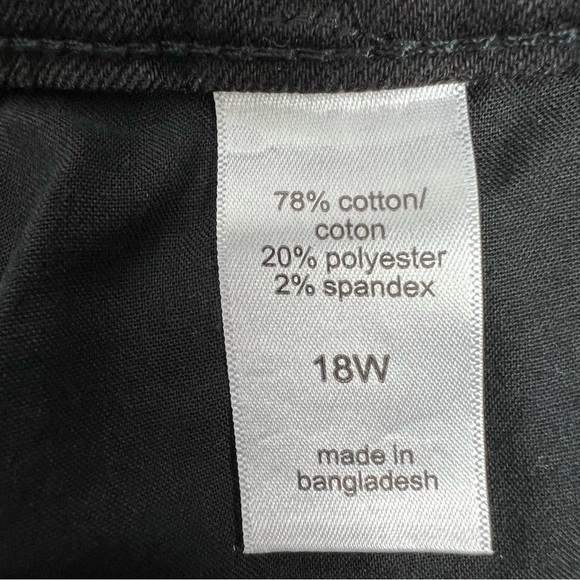 78% cotton/
coton
20% polyester
2% spandex
18W
made in
bangladesh